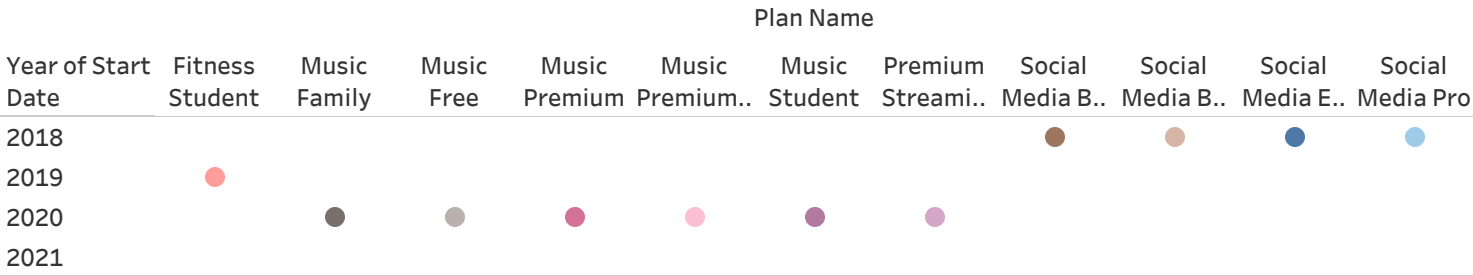 Plan Name
Year of Start Fitness Music Music Music Music Music Premium Social Social Social Social
Date Student Family Free Premium Premium.. Student Streami.. Media B.. Media B.. Media E.. Media Pro
2018
2019
2020
2021